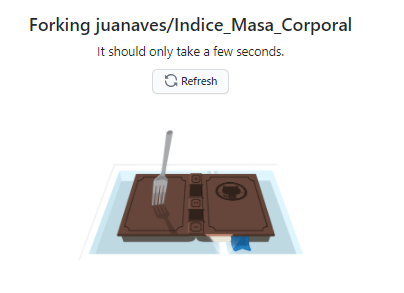 Forking juanaves/Indice_Masa_Corporal
It should only take a few seconds.
Refresh